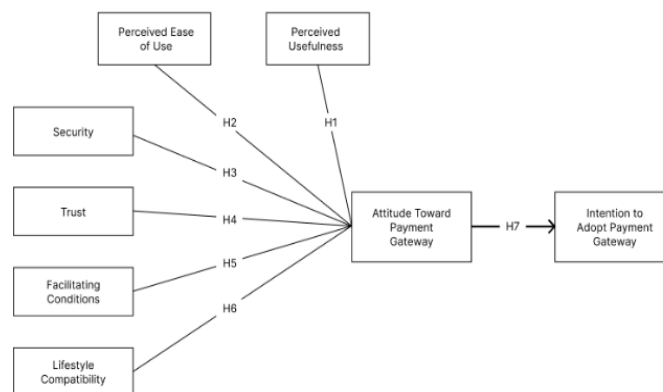 Perceived Ease
of Use
Perceived
Usefulness
H2
H1
Security
H3
Trust
H4
Attitude Toward
Payment
Gateway
H7
Intention to
Adopt Payment
Gateway
H5
Facilitating
Conditions
H6
Lifestyle
Compatibility